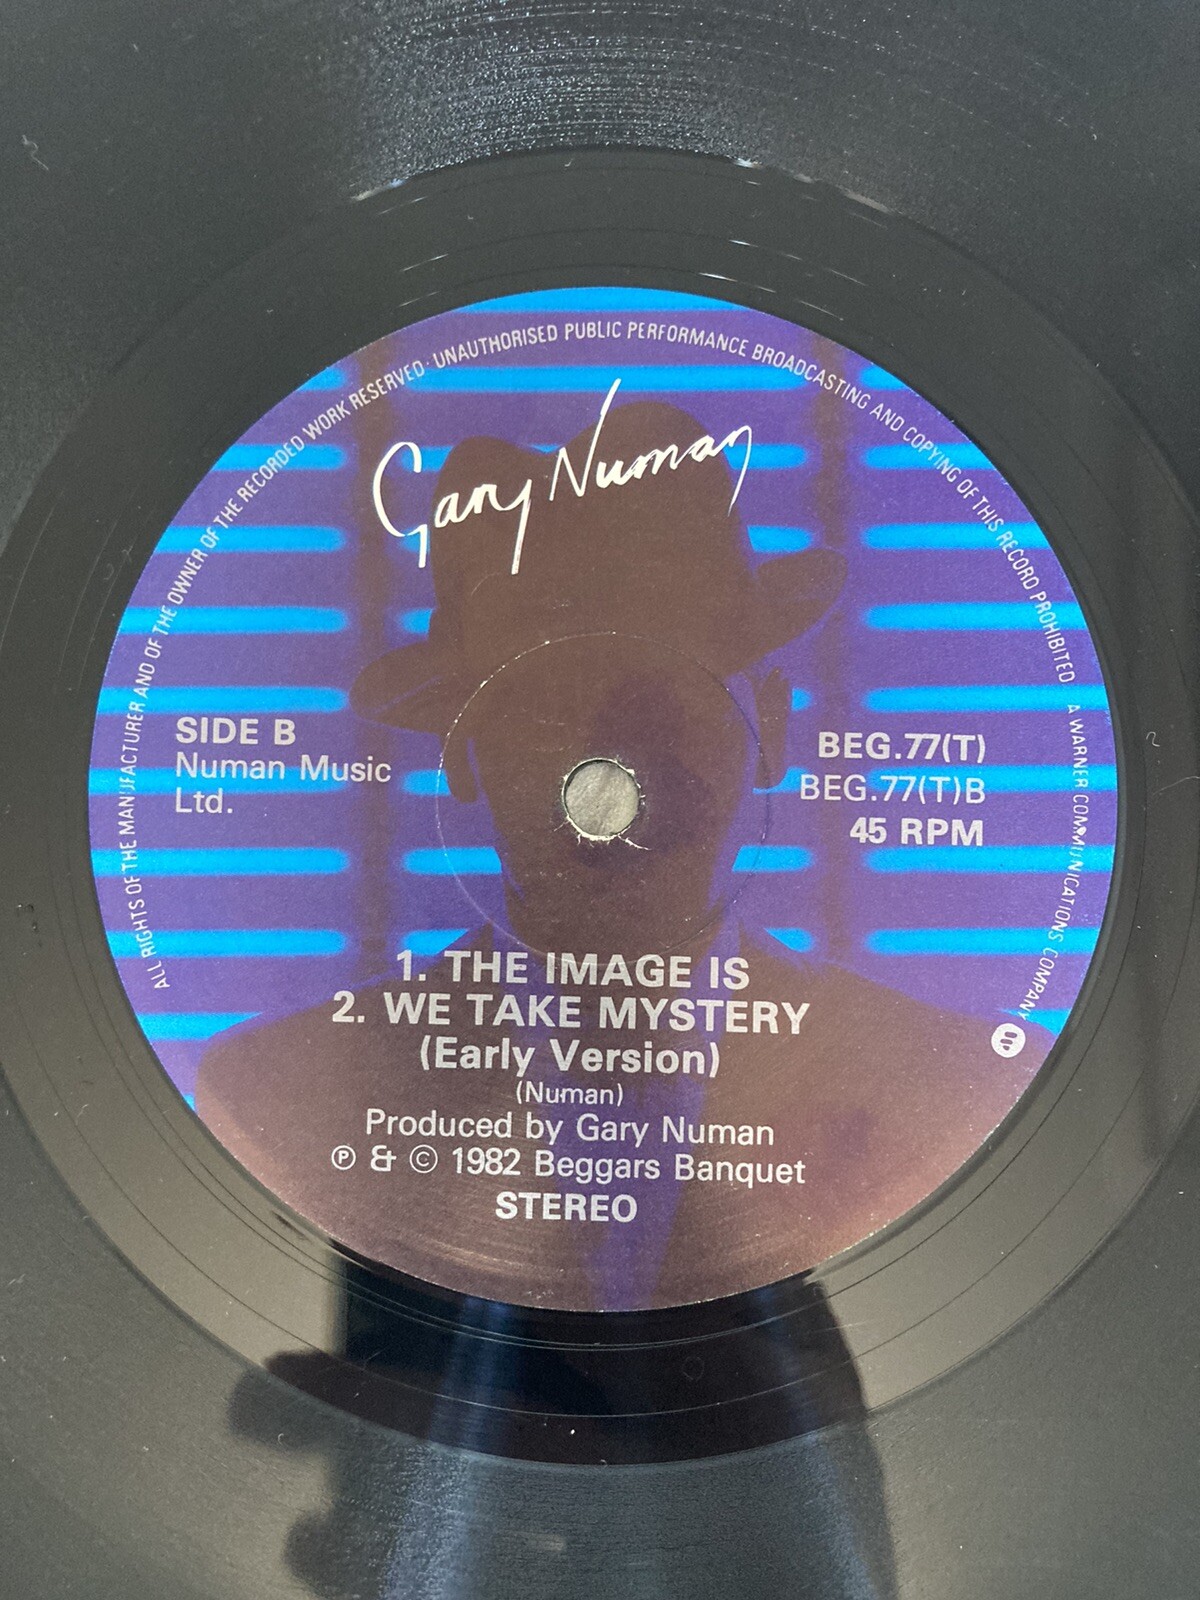 ALL RIGHTS OF THE MANUFACTURER AND OF THE OWNER OF THE RECORDED WORK RESERVED · UNAUTHORISED PUBLIC PERFORMANCE BROADCASTING AND COPYING OF THIS RECORD PROHIBITED A WARNER COMMUNICATIONS COMPANY
Gary Numan
SIDE B
Numan Music
Ltd.
BEG.77(T)
BEG.77(T)B
45 RPM
1. THE IMAGE IS
2. WE TAKE MYSTERY
(Early Version)
(Numan)
Produced by Gary Numan
℗ & © 1982 Beggars Banquet
STEREO